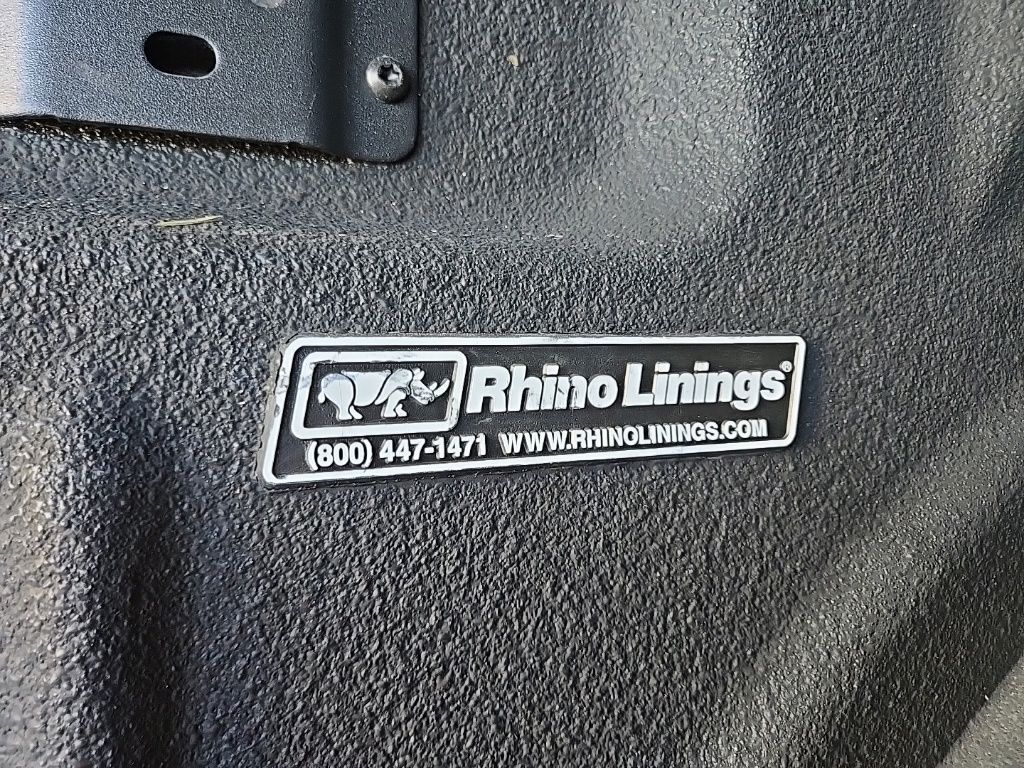 Rhino Linings®
(800) 447-1471 WWW.RHINOLININGS.COM